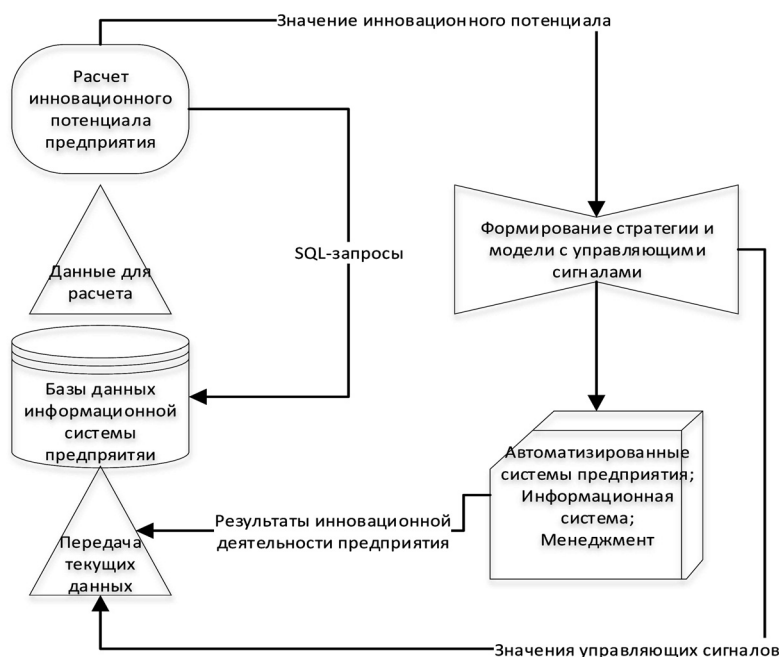 Значение инновационного потенциала
Расчет
инновационного
потенциала
предприятия
SQL-запросы
Формирование стратегии и
модели с управляющими
сигналами
Данные для
расчета
Базы данных
информационной
системы
предпряитяи
Автоматизированные
системы предприятия;
Информационная
система;
Менеджмент
Результаты инновационной
деятельности предприятия
Передача
текущих
данных
Значения управляющих сигналов